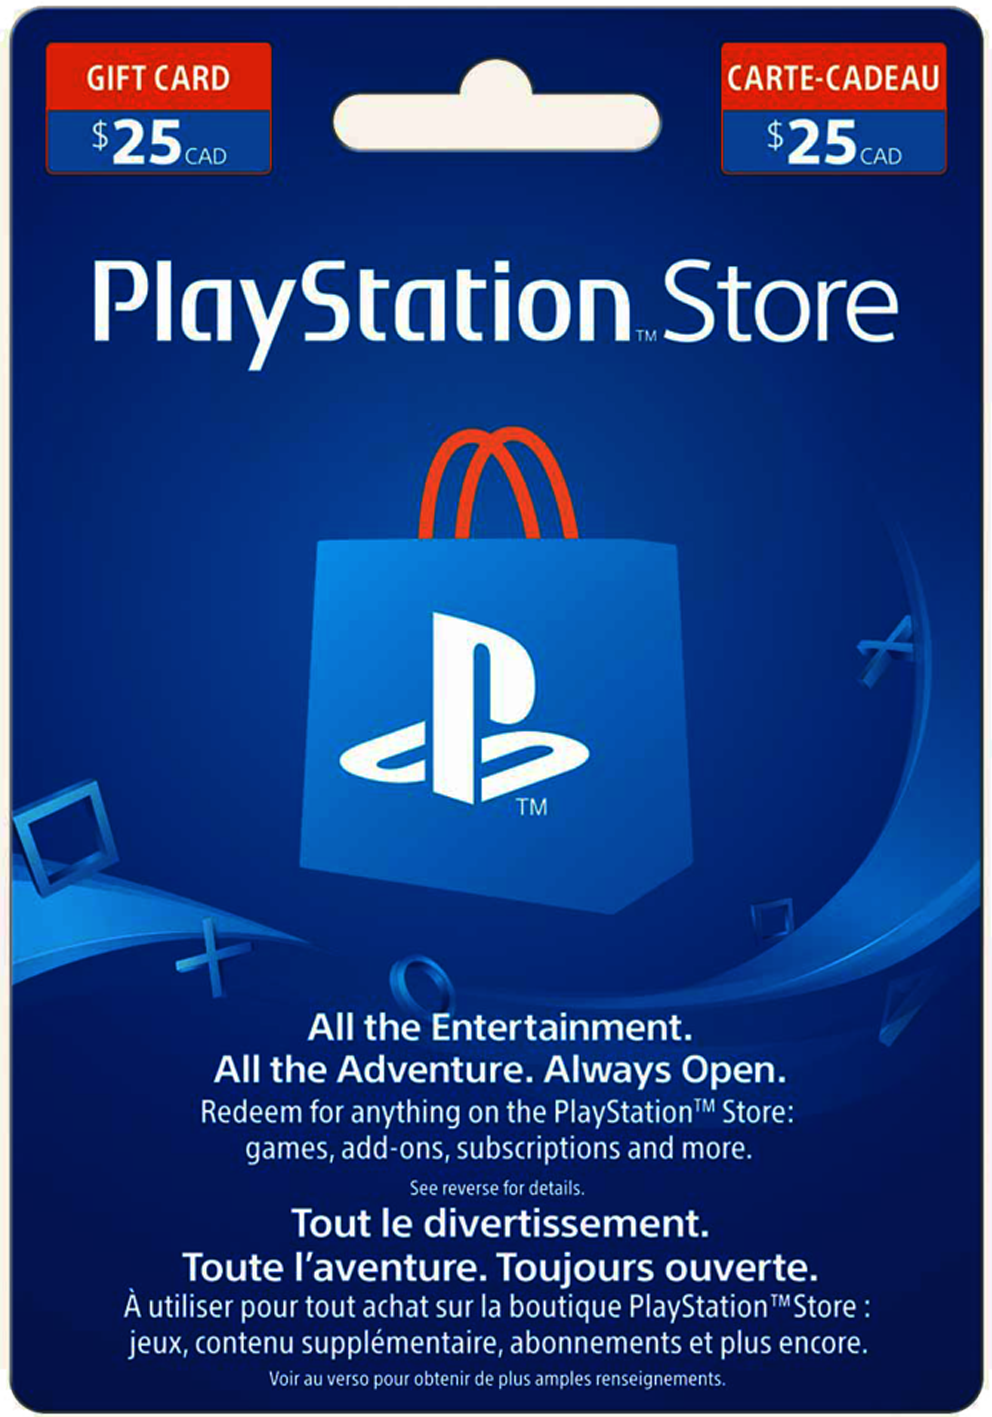 GIFT CARD
$25 CAD
CARTE-CADEAU
$25 CAD
PlayStation™ Store
TM
All the Entertainment.
All the Adventure. Always Open.
Redeem for anything on the PlayStation™ Store:
games, add-ons, subscriptions and more.
See reverse for details.
Tout le divertissement.
Toute l'aventure. Toujours ouverte.
À utiliser pour tout achat sur la boutique PlayStation™ Store :
jeux, contenu supplémentaire, abonnements et plus encore.
Voir au verso pour obtenir de plus amples renseignements.